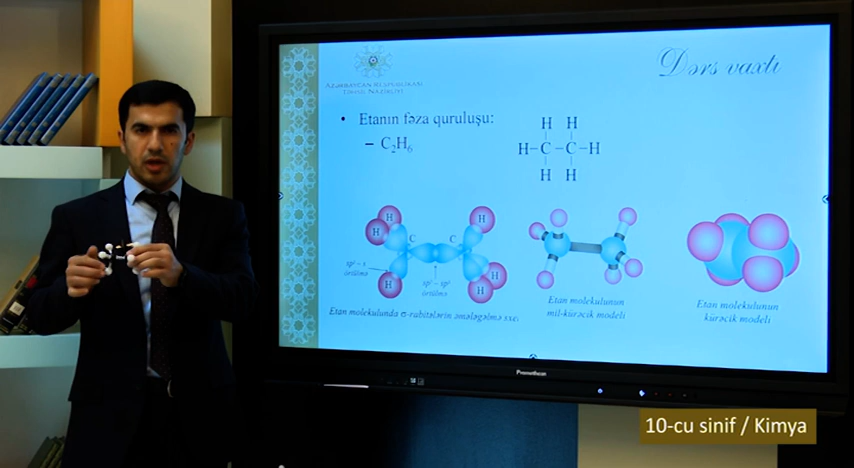 Dərs vaxtı
AZƏRBAYCAN RESPUBLİKASI
TƏHSİL NAZİRLİYİ
• Etanın fəza quruluşu:
– C₂H₆
H H
H–C–C–H
H H
H H
H C C
sp³ – s
örtülmə
H sp³ – sp³
örtülmə
H H
Etan molekulunda σ-rabitələrin əmələgəlmə sxemi
Etan molekulunun
mil-kürəcik modeli
Etan molekulunun
kürəcik modeli
Promethean
10-cu sinif / Kimya